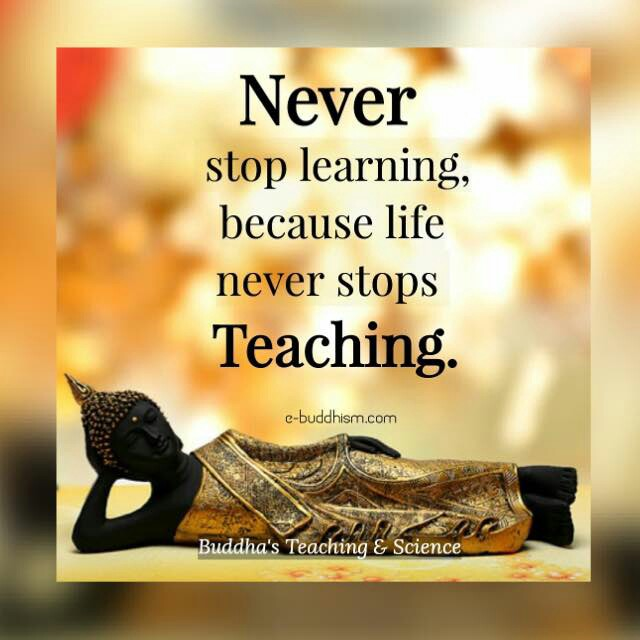 Never
stop learning,
because life
never stops
Teaching.
e-buddhism.com
Buddha's Teaching & Science